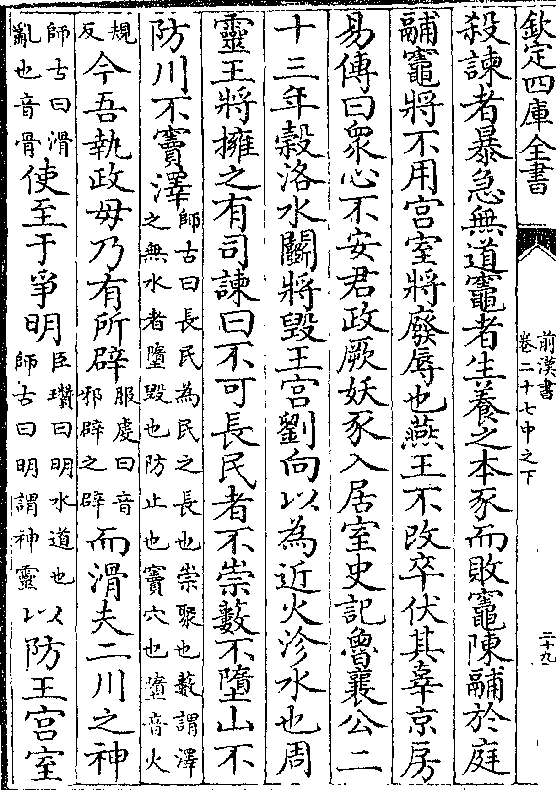 欽定四庫全書
前漢書
卷二十七中之下
二十九
殺諫者暴急無道竈者生養之本豕而敗竈陳鬴於庭
鬴竈將不用宫室將廢辱也燕王不改卒伏其辜京房
易傳曰衆心不安君政厥妖豕入居室史記魯襄公二
十三年穀洛水鬭將毀王宫劉向以為近火沴水也周
靈王將擁之有司諫曰不可長民者不崇藪不墮山不
防川不竇澤師古曰長民為民之長也崇聚也藪謂澤
之無水者墮毀也防止也竇穴也墮音火
規
反今吾執政毋乃有所辟服䖍曰音
邪辟之辟而滑夫二川之神
師古曰滑
亂也音骨使至于爭明臣瓚曰明水道也
師古曰明謂神靈以防王宫室